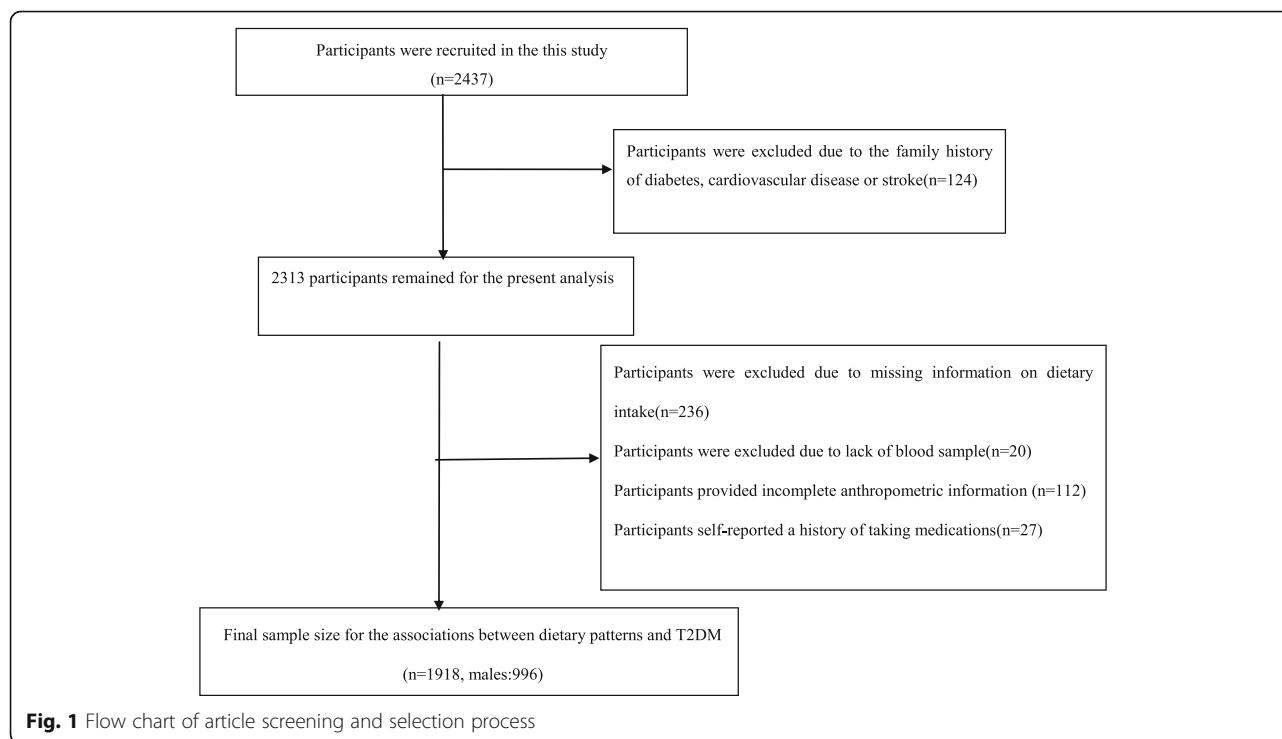 Participants were recruited in the this study
(n=2437)
Participants were excluded due to the family history
of diabetes, cardiovascular disease or stroke(n=124)
2313 participants remained for the present analysis
Participants were excluded due to missing information on dietary
intake(n=236)
Participants were excluded due to lack of blood sample(n=20)
Participants provided incomplete anthropometric information (n=112)
Participants self-reported a history of taking medications(n=27)
Final sample size for the associations between dietary patterns and T2DM
(n=1918, males:996)
Fig. 1 Flow chart of article screening and selection process